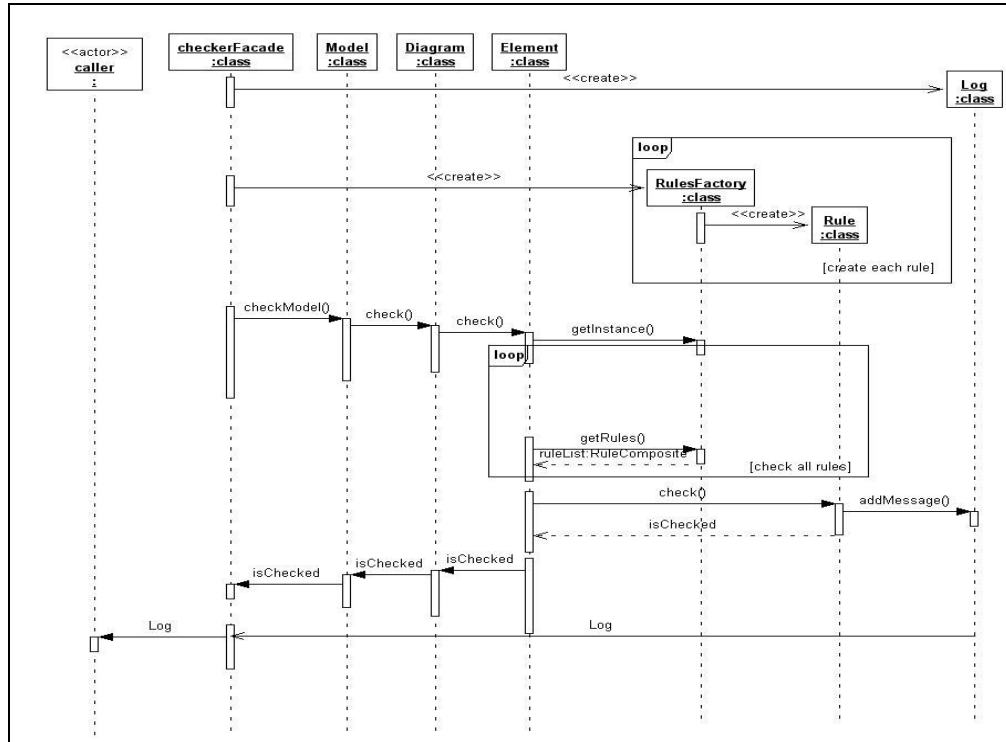 <<actor>>
caller
:
checkerFacade
:class
Model
:class
Diagram
:class
Element
:class
<<create>>
Log
:class
loop
<<create>>
RulesFactory
:class
<<create>>
Rule
:class
[create each rule]
checkModel()
check()
check()
getInstance()
loop
getRules()
ruleList:RuleComposite
[check all rules]
check()
addMessage()
isChecked
isChecked
isChecked
isChecked
Log
Log